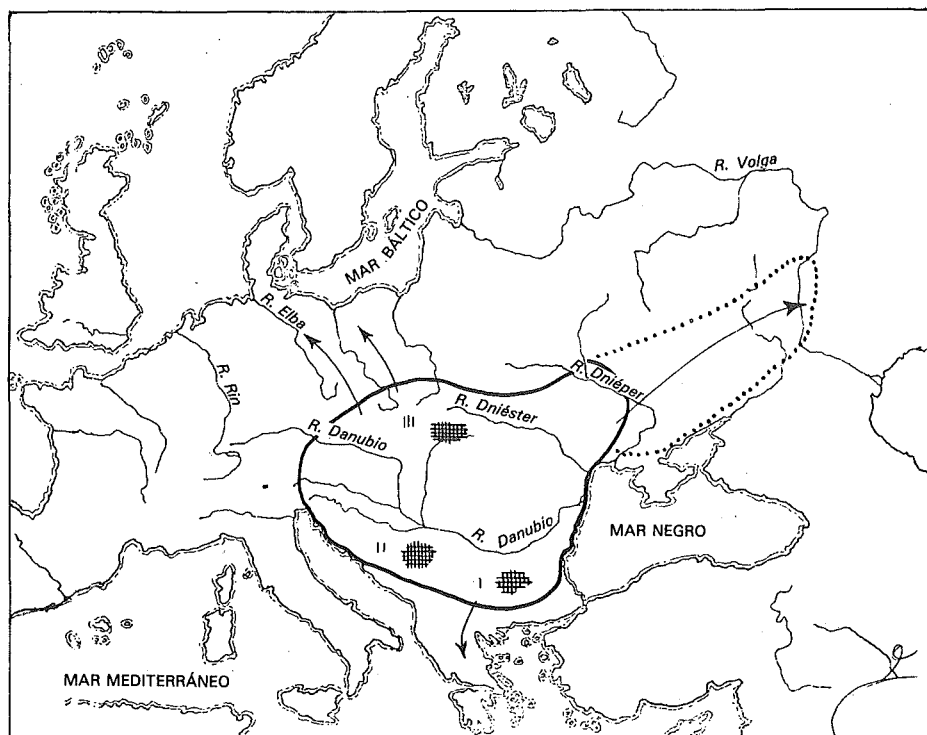 R. Volga
MAR BÁLTICO
R. Elba
R. Rin
R. Dniéper
R. Dniéster
III
R. Danubio
R. Danubio
MAR NEGRO
II
I
MAR MEDITERRÁNEO